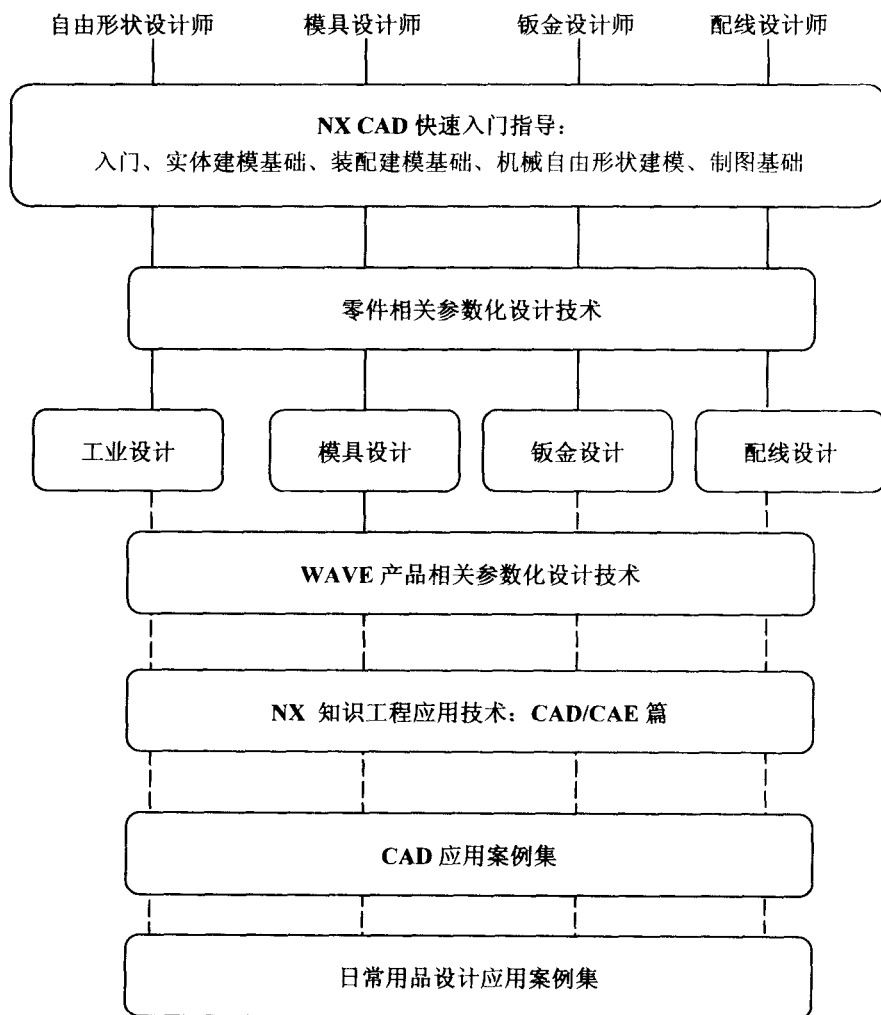 自由形状设计师 模具设计师 钣金设计师 配线设计师
NX CAD 快速入门指导：
入门、实体建模基础、装配建模基础、机械自由形状建模、制图基础
零件相关参数化设计技术
工业设计 模具设计 钣金设计 配线设计
WAVE 产品相关参数化设计技术
NX 知识工程应用技术：CAD/CAE 篇
CAD 应用案例集
日常用品设计应用案例集